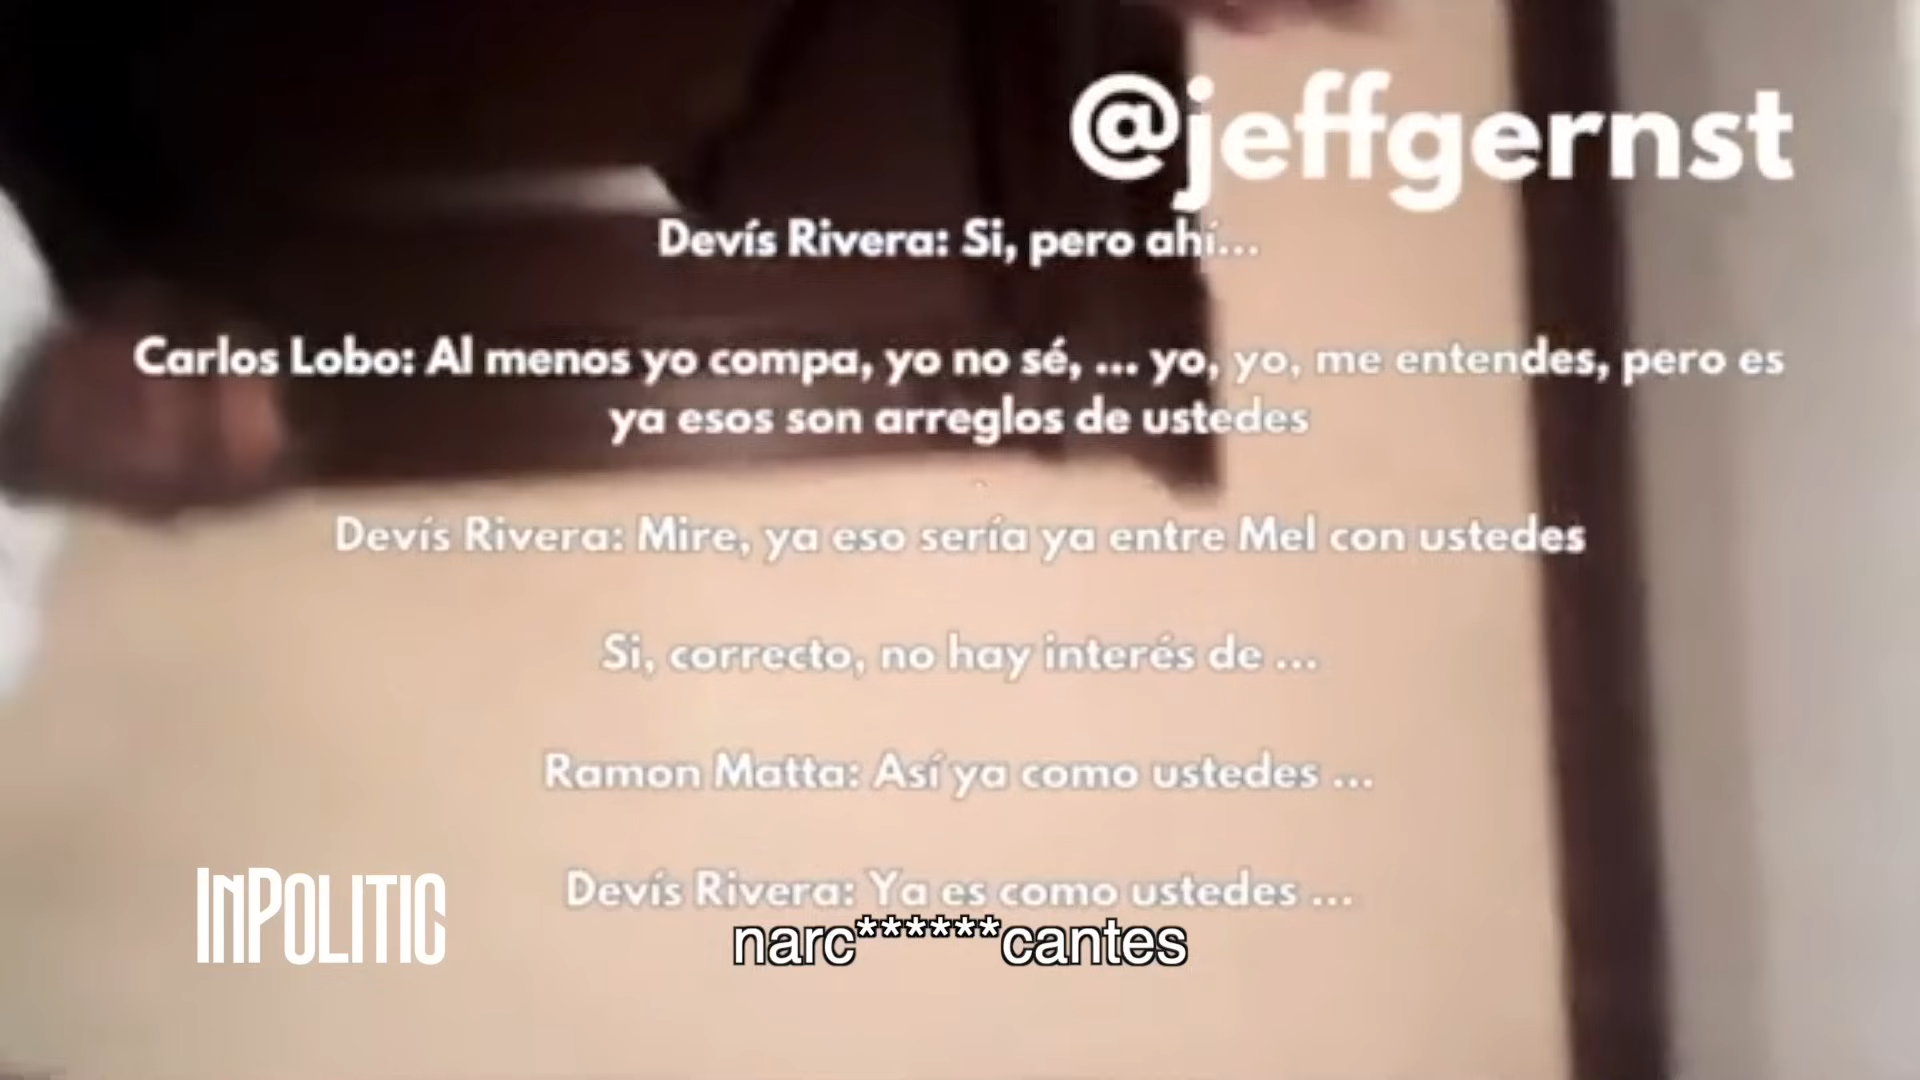 @jeffgernst
Devís Rivera: Si, pero ahí...
Carlos Lobo: Al menos yo compa, yo no sé, ... yo, yo, me entendes, pero es
ya esos son arreglos de ustedes
Devís Rivera: Mire, ya eso sería ya entre Mel con ustedes
Si, correcto, no hay interés de ...
Ramon Matta: Así ya como ustedes ...
Devís Rivera: Ya es como ustedes ...
narc******cantes
INPOLITIC